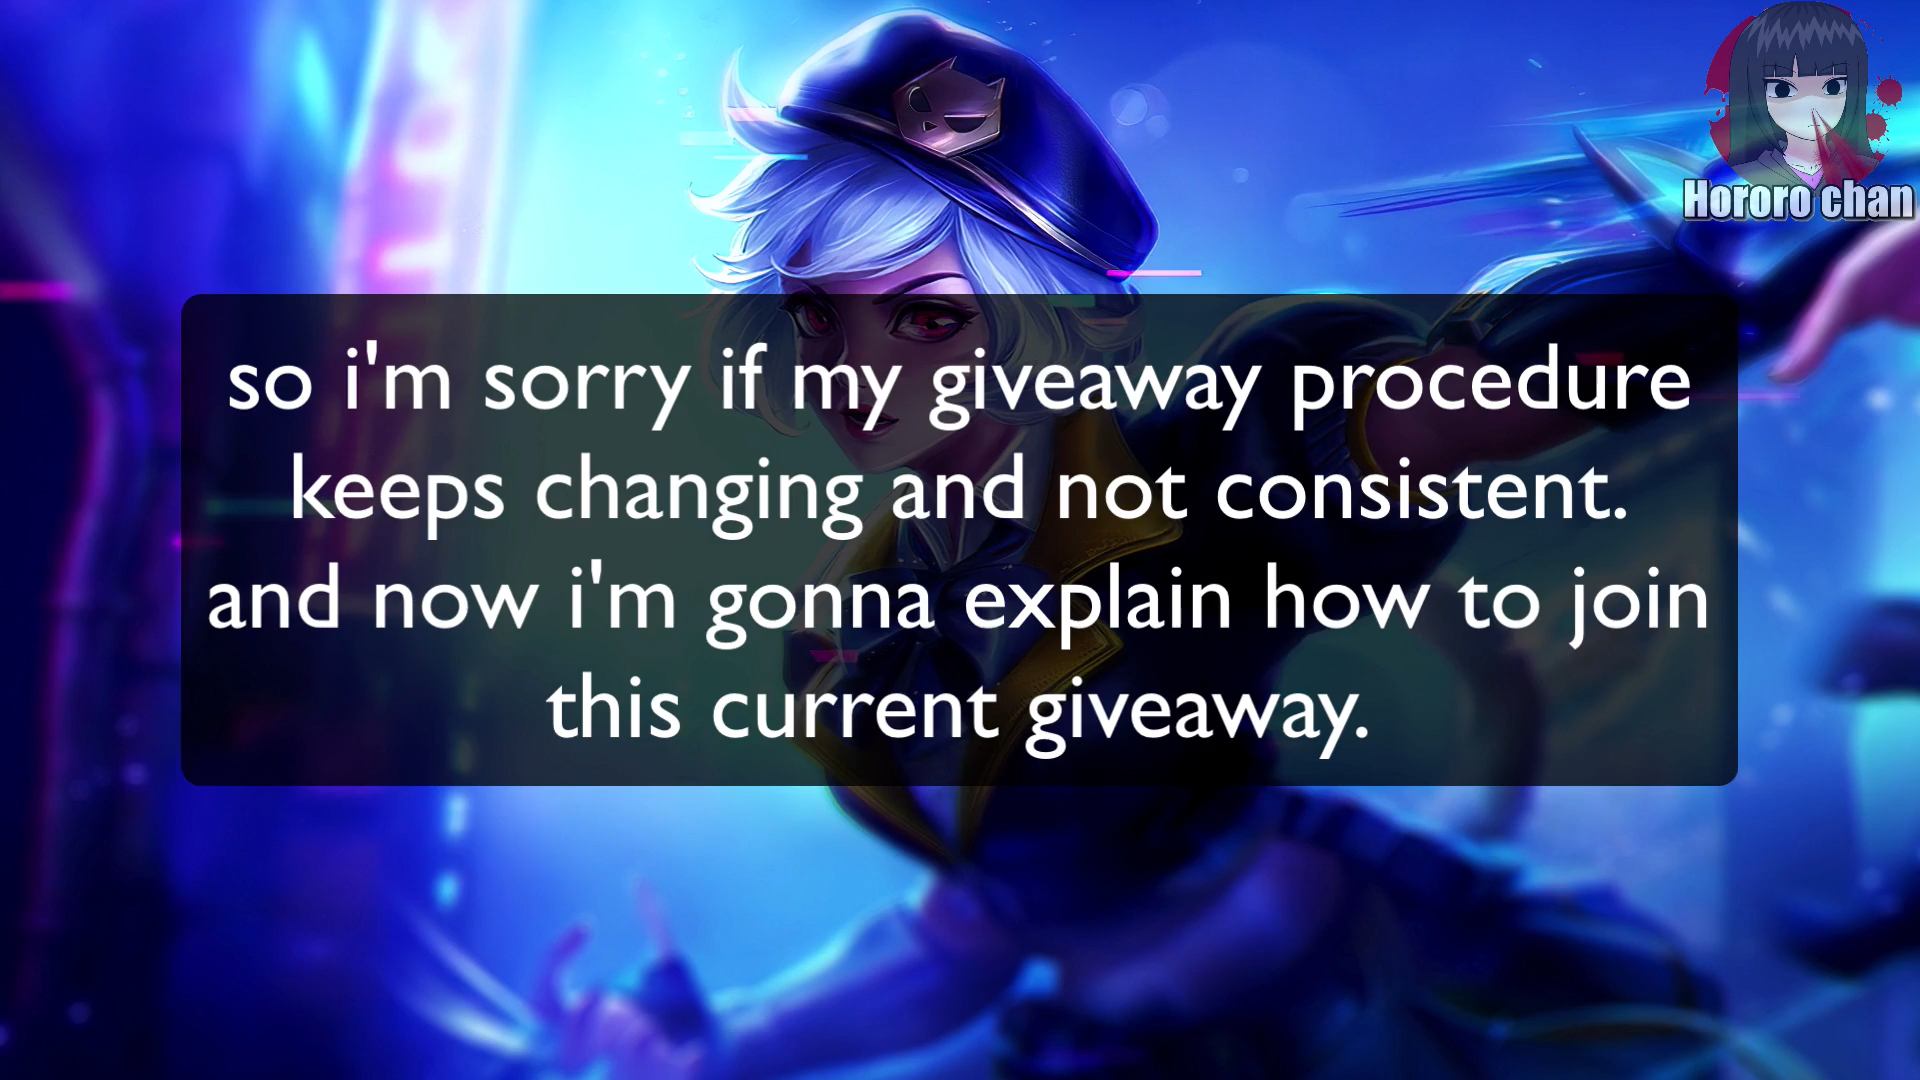 Hororo chan
so i'm sorry if my giveaway procedure
keeps changing and not consistent.
and now i'm gonna explain how to join
this current giveaway.